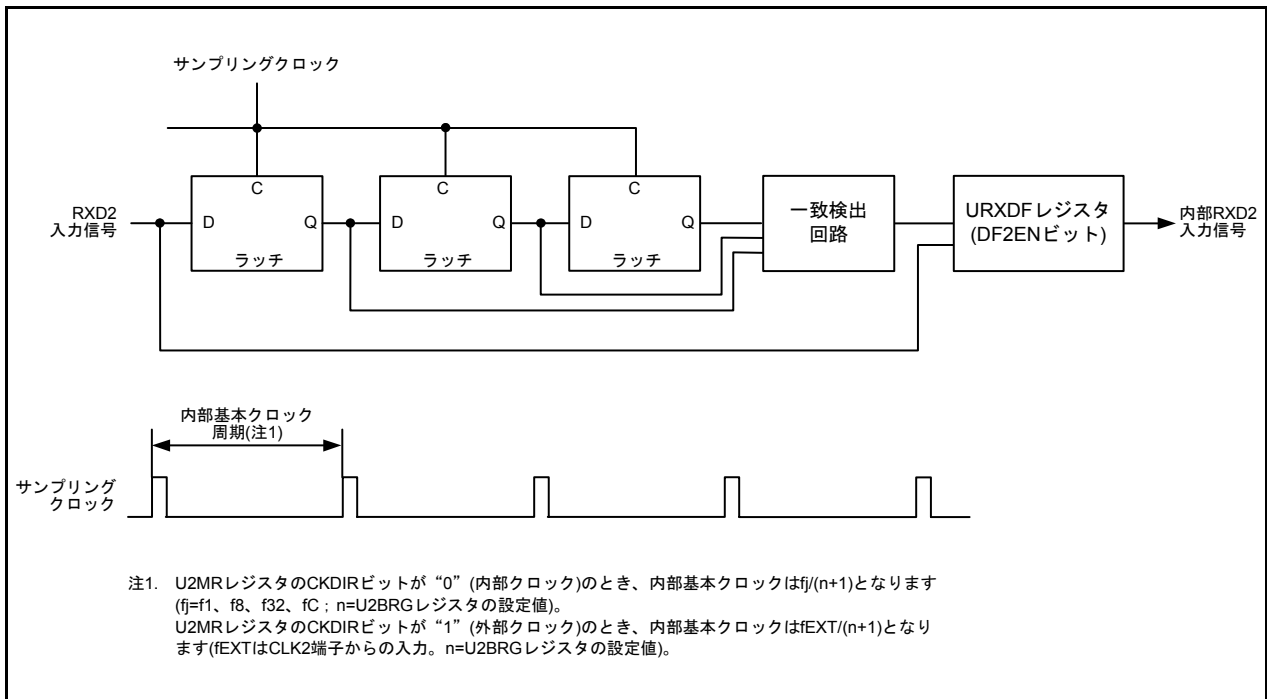 サンプリングクロック
C
C
C
RXD2
入力信号
D
Q
D
Q
D
Q
ラッチ
ラッチ
ラッチ
一致検出
回路
URXDFレジスタ
(DF2ENビット)
内部RXD2
入力信号
内部基本クロック
周期(注1)
サンプリング
クロック
注1. U2MRレジスタのCKDIRビットが“0”(内部クロック)のとき、内部基本クロックはfj/(n+1)となります
(fj=f1、f8、f32、fC；n=U2BRGレジスタの設定値)。
U2MRレジスタのCKDIRビットが“1”(外部クロック)のとき、内部基本クロックはfEXT/(n+1)となり
ます(fEXTはCLK2端子からの入力。n=U2BRGレジスタの設定値)。